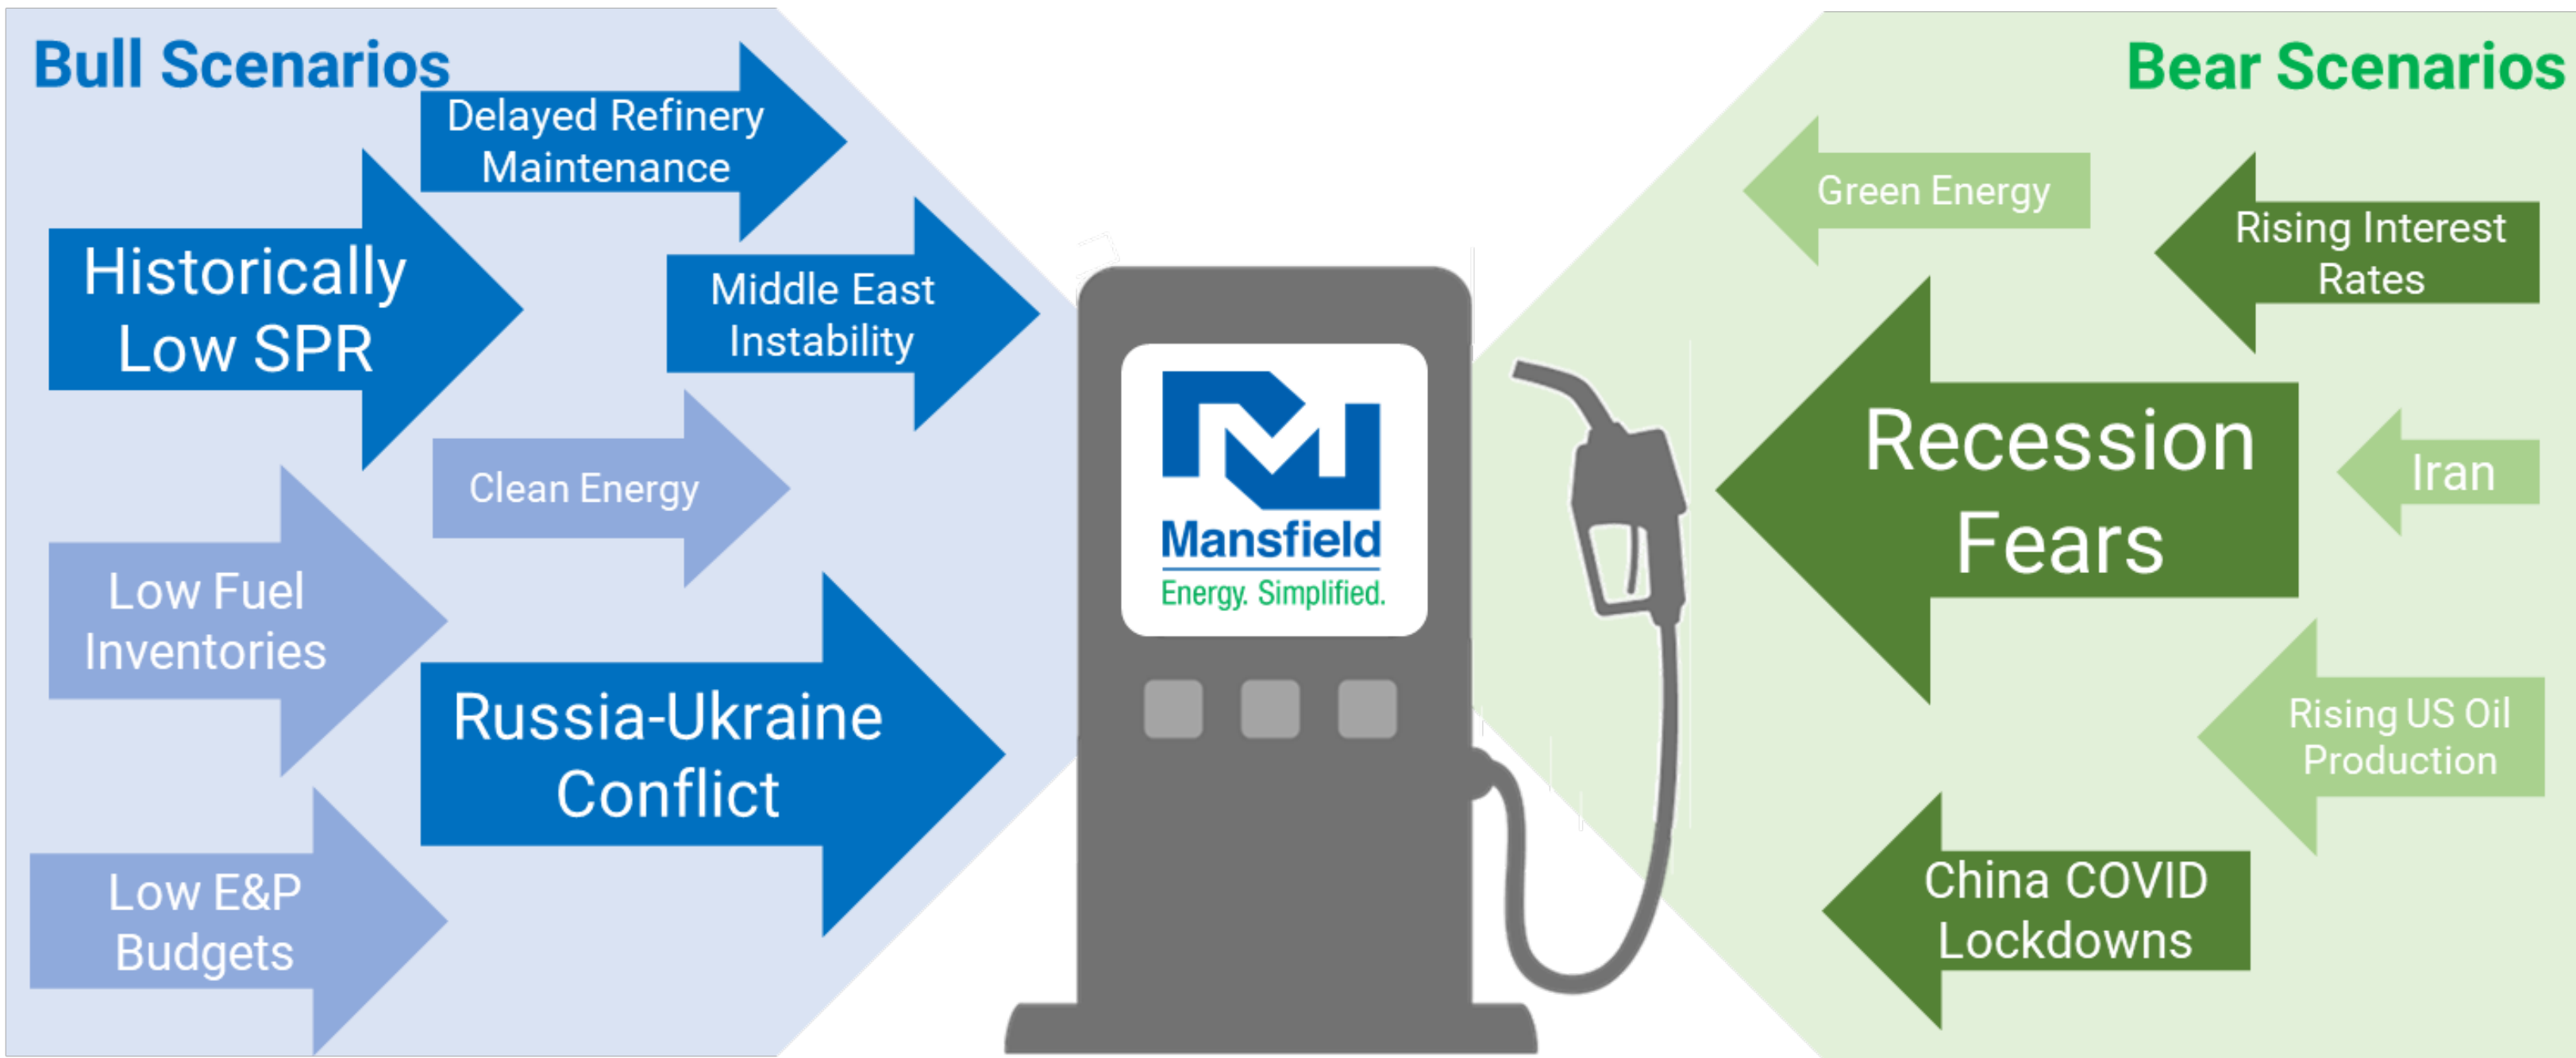 Bull Scenarios
Delayed Refinery
Maintenance
Historically
Low SPR
Middle East
Instability
Clean Energy
Low Fuel
Inventories
Russia-Ukraine
Conflict
Low E&P
Budgets
Mansfield
Energy. Simplified.
Bear Scenarios
Green Energy
Rising Interest
Rates
Recession
Fears
Iran
Rising US Oil
Production
China COVID
Lockdowns